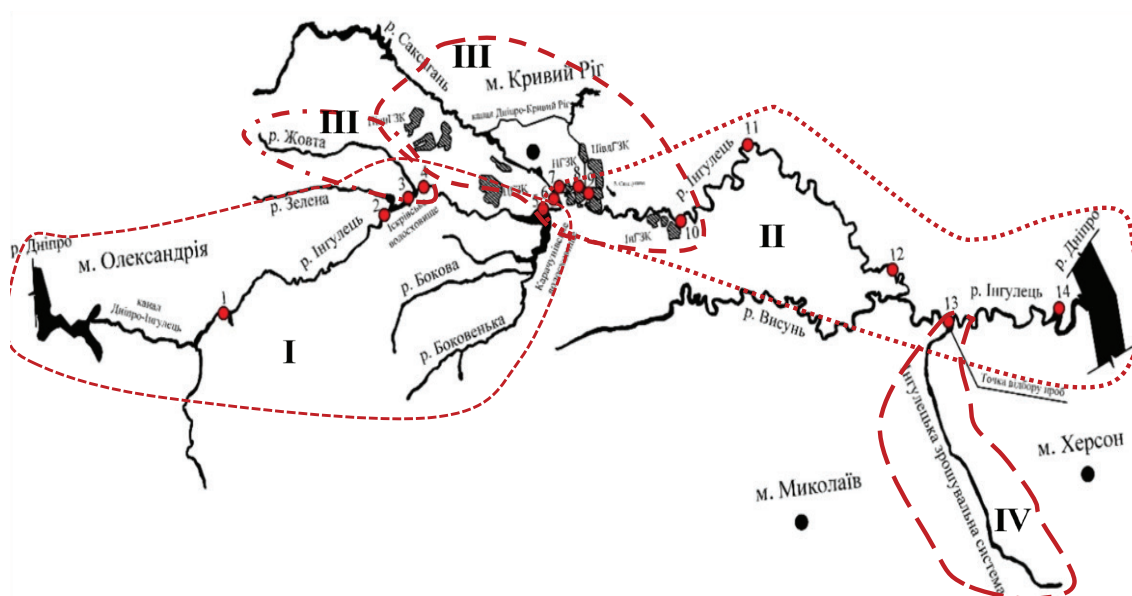 р. Саксагань
III
м. Кривий Ріг
канал Дніпро-Кривий Ріг
III
р. Жовта
ПівнГЗК
ЦГЗК
НГЗК
ПівдГЗК
р. Зелена
3
2
7
6
5
8
9
Іскрівське
водосховище
р. Інгулець
11
10
ІнГЗК
II
р. Дніпро
м. Олександрія
р. Інгулець
р. Бокова
р. Боковенька
Карачунівське
канал
Дніпро-Інгулець
1
I
12
р. Дніпро
13
р. Інгулець
14
р. Висунь
Точка відбору проб
інгулецька зрошувальна система
м. Херсон
м. Миколаїв
IV